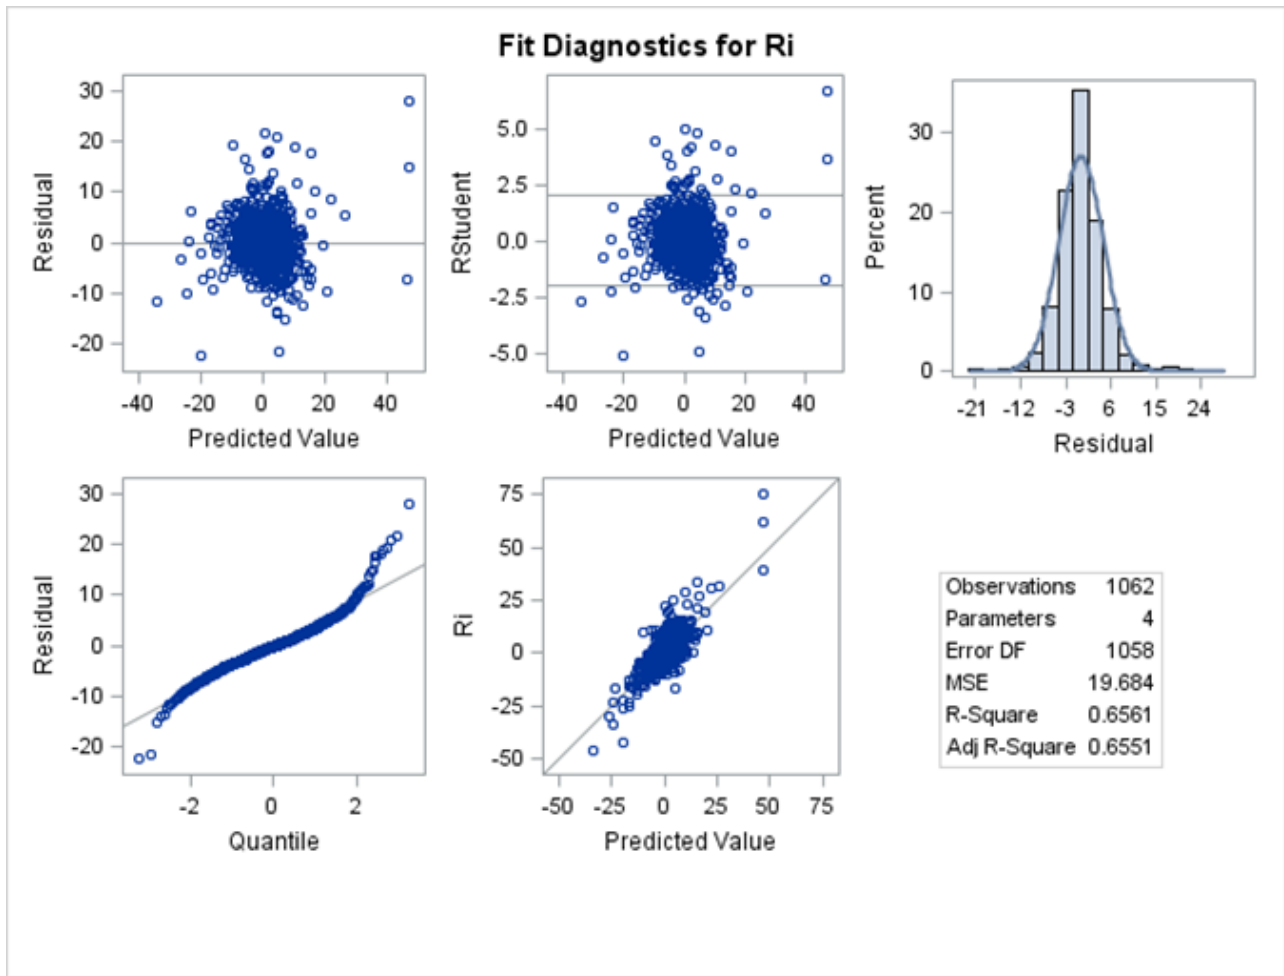 Fit Diagnostics for Ri
30
20
10
0
-10
-20
Residual
-40 -20 0 20 40
Predicted Value
5.0
2.5
0.0
-2.5
-5.0
RStudent
-40 -20 0 20 40
Predicted Value
30
20
10
0
Percent
-21 -12 -3 6 15 24
Residual
30
20
10
0
-10
-20
Residual
-2 0 2
Quantile
75
50
25
0
-25
-50
Ri
-50 -25 0 25 50 75
Predicted Value
Observations 1062
Parameters 4
Error DF 1058
MSE 19.684
R-Square 0.6561
Adj R-Square 0.6551